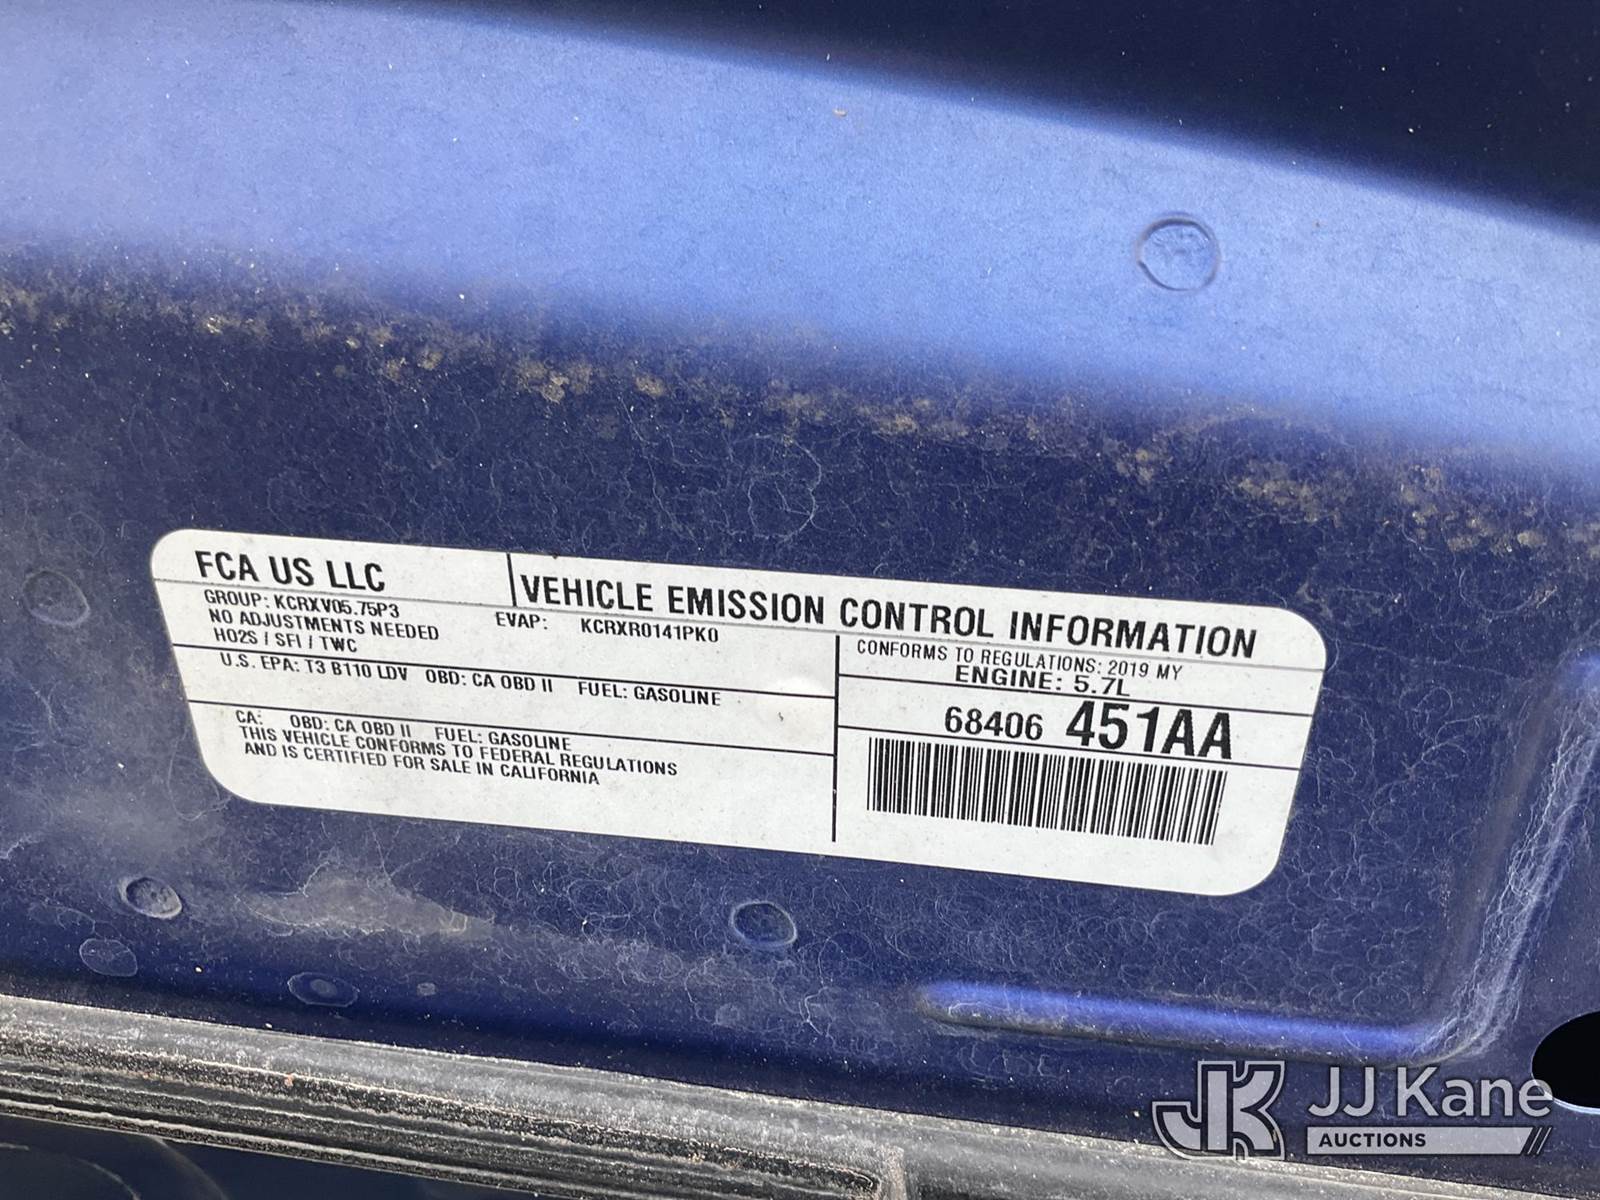 FCA US LLC
VEHICLE EMISSION CONTROL INFORMATION
GROUP: KCRXV05.75P3
EVAP: KCRXR0141PK0
NO ADJUSTMENTS NEEDED
HO2S / SFI / TWC
U.S. EPA: T3 B110 LDV OBD: CA OBD II FUEL: GASOLINE
CA: OBD: CA OBD II FUEL: GASOLINE
THIS VEHICLE CONFORMS TO FEDERAL REGULATIONS
AND IS CERTIFIED FOR SALE IN CALIFORNIA
CONFORMS TO REGULATIONS: 2019 MY
ENGINE: 5.7L
68406 451AA
JK JJ Kane
AUCTIONS